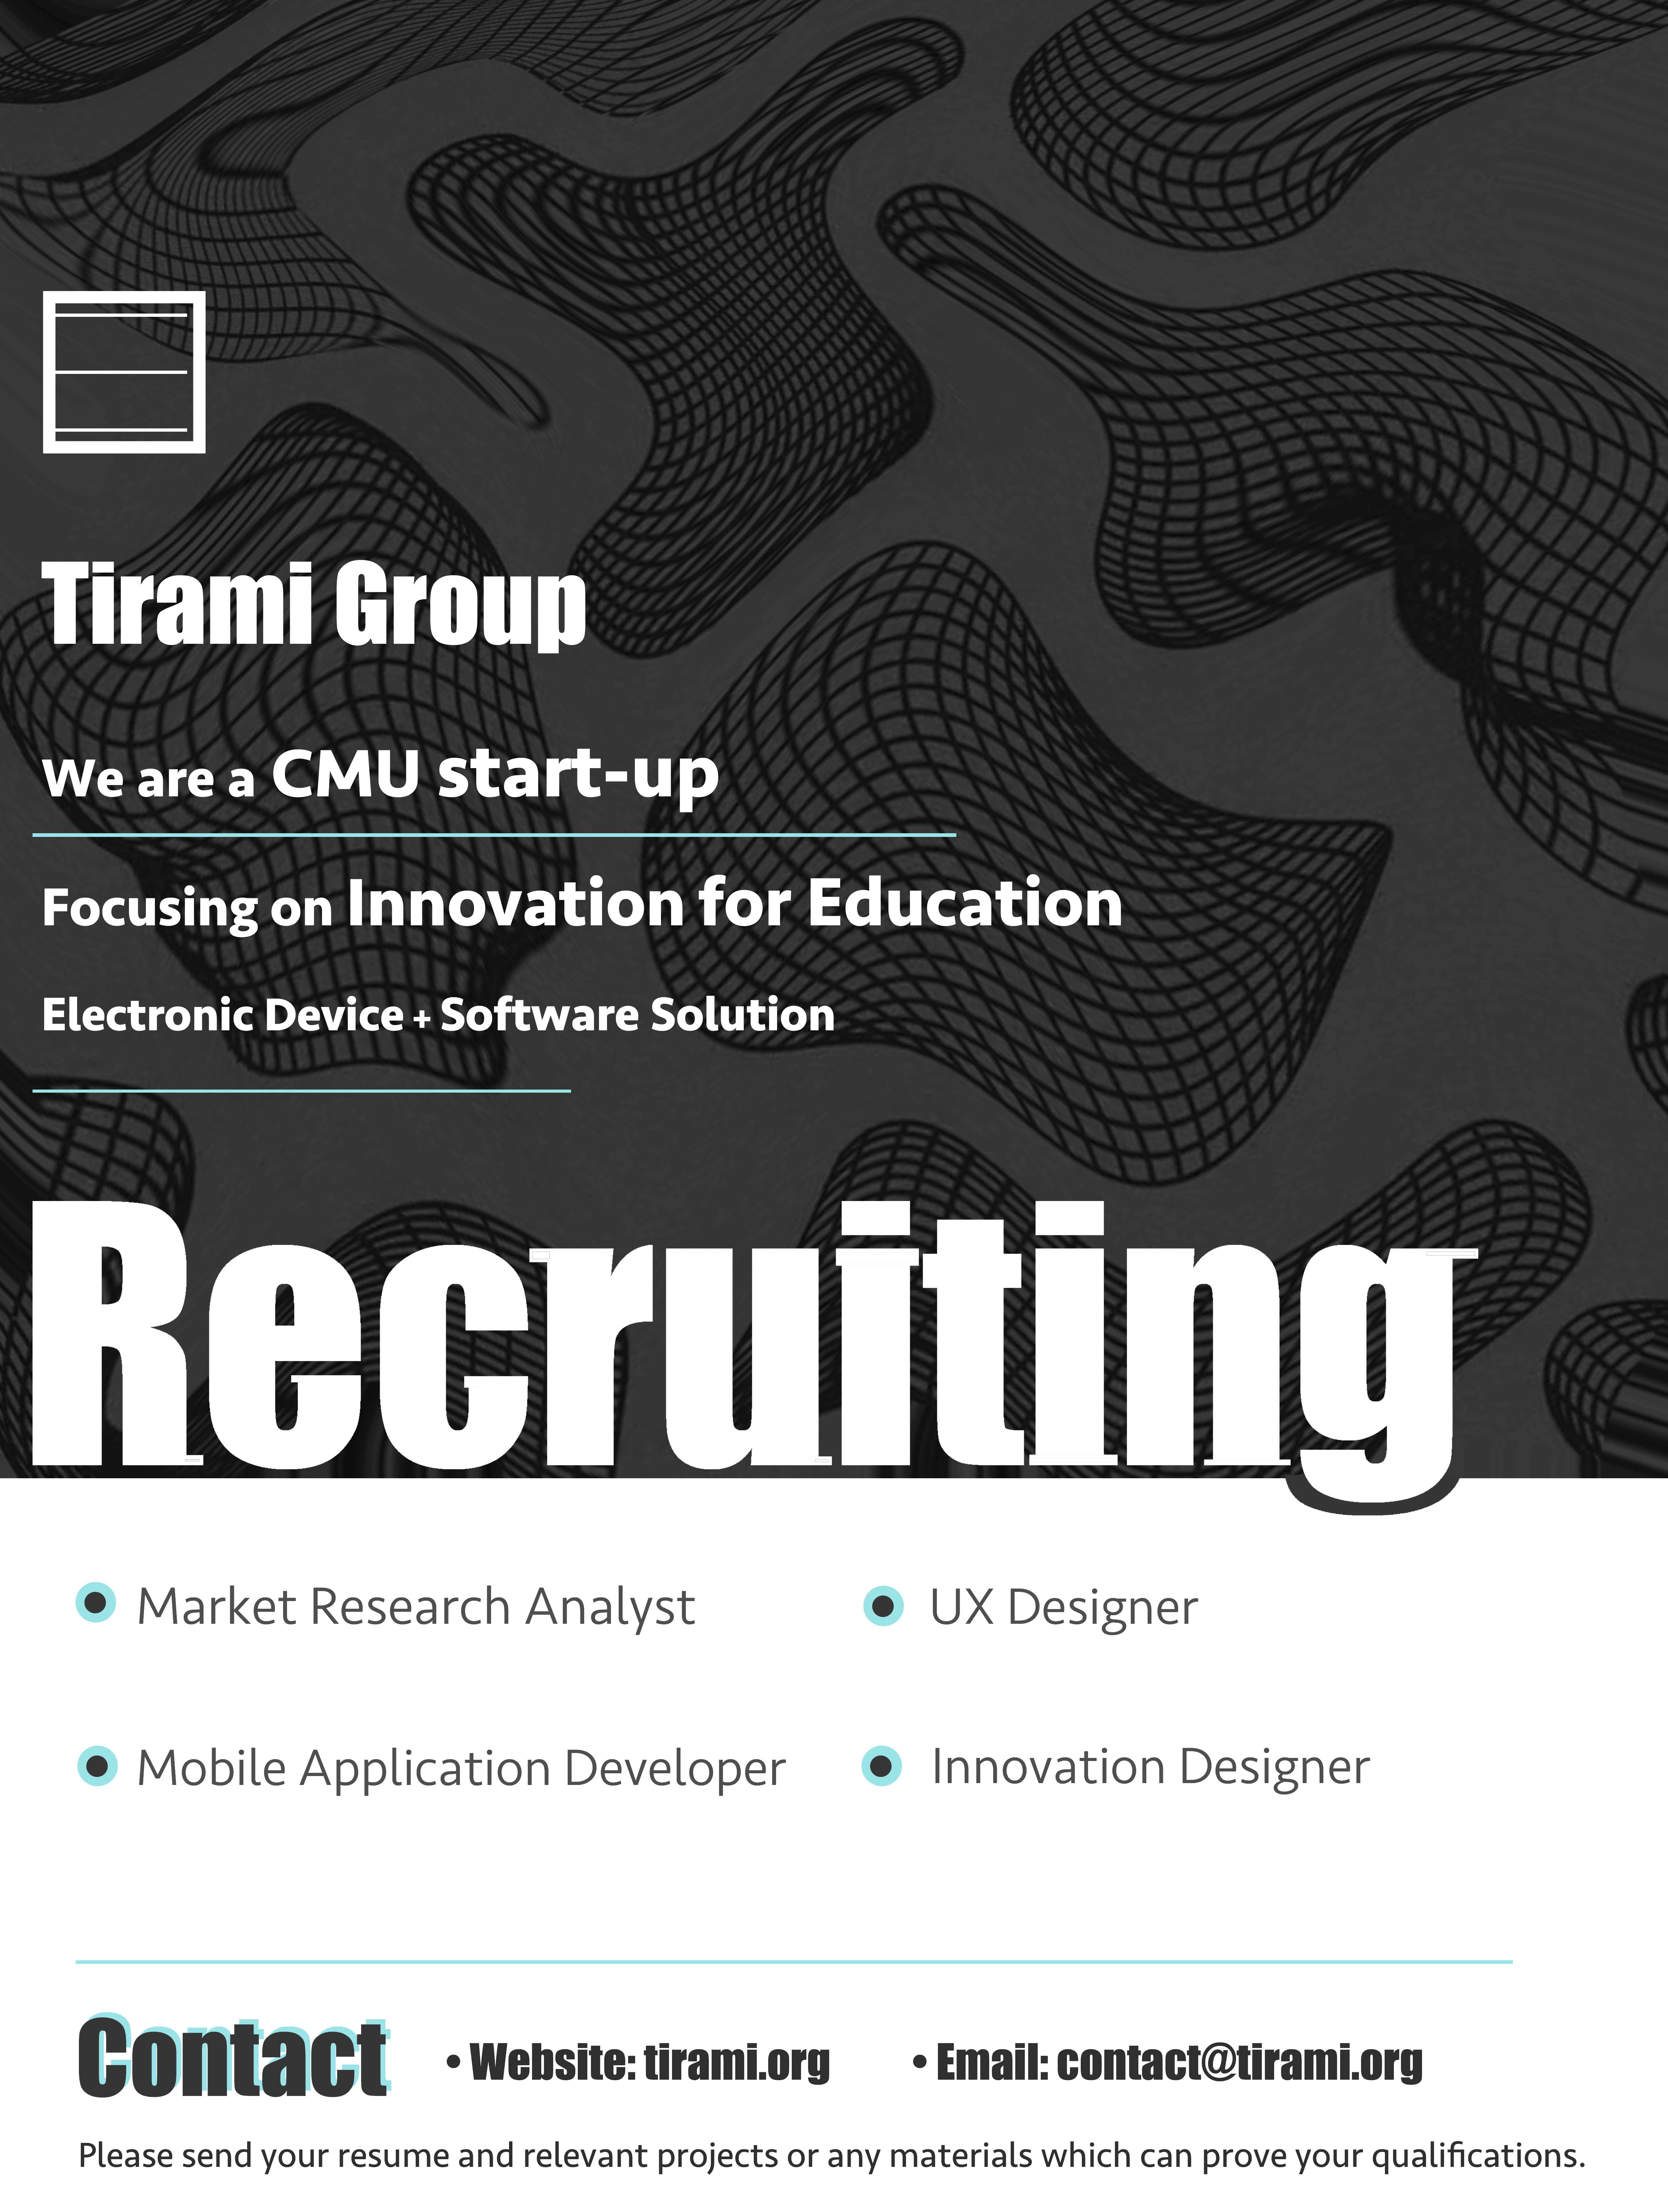 Tirami Group
We are a CMU start-up
Focusing on Innovation for Education
Electronic Device + Software Solution
Recruiting
Market Research Analyst
UX Designer
Mobile Application Developer
Innovation Designer
Contact
• Website: tirami.org
• Email: contact@tirami.org
Please send your resume and relevant projects or any materials which can prove your qualifications.